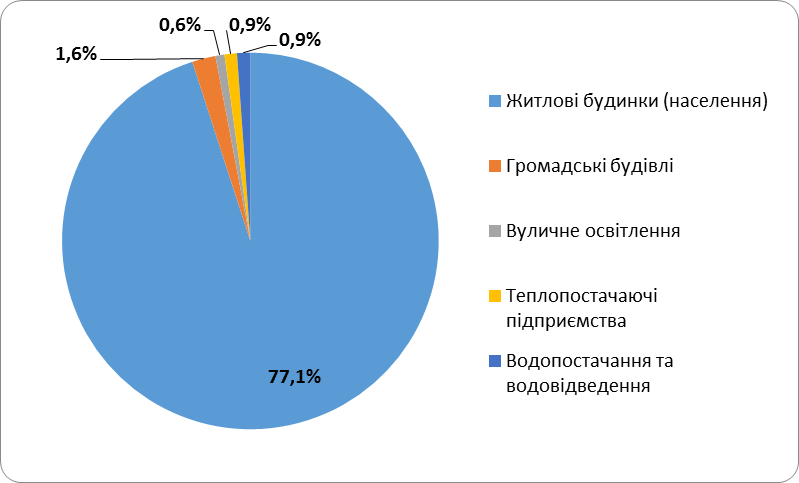 0,6%
0,9%
0,9%
1,6%
77,1%
Житлові будинки (населення)
Громадські будівлі
Вуличне освітлення
Теплопостачаючі
підприємства
Водопостачання та
водовідведення